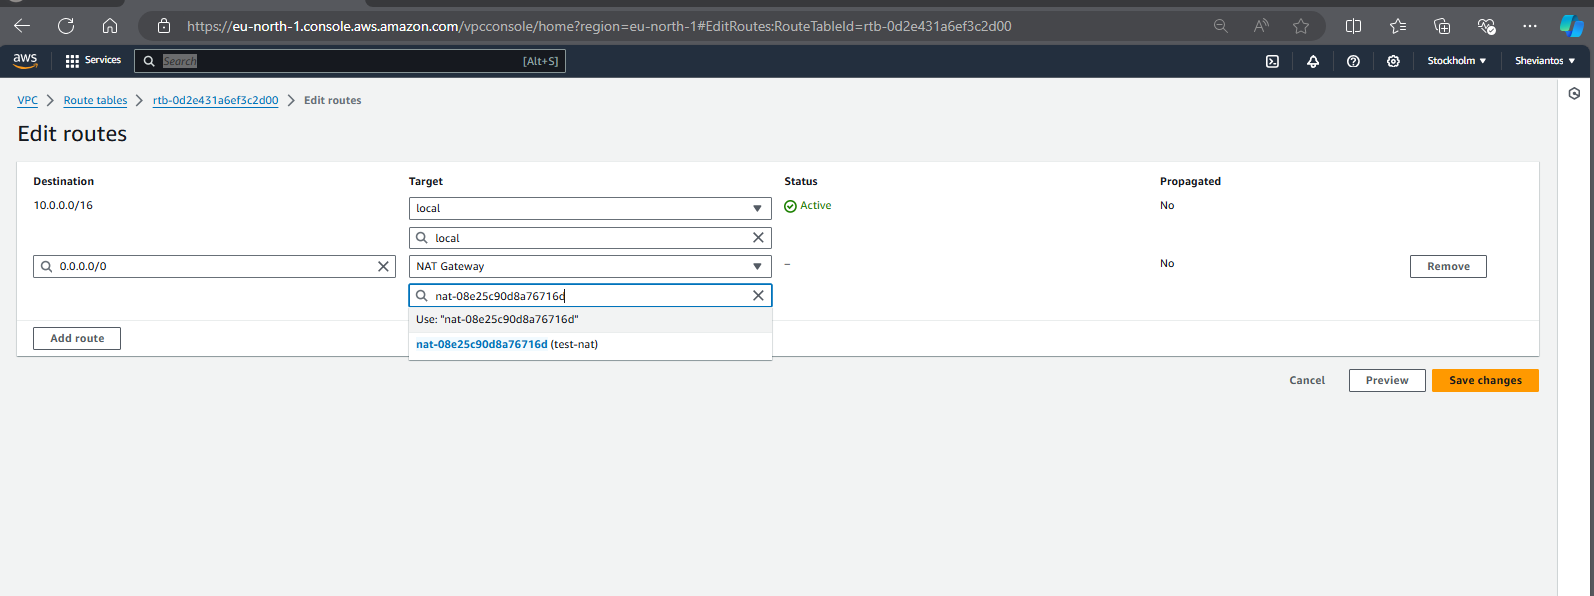 https://eu-north-1.console.aws.amazon.com/vpcconsole/home?region=eu-north-1#EditRoutes:RouteTableId=rtb-0d2e431a6ef3c2d00
aws Services Search [Alt+S] Stockholm Sheviantos
VPC Route tables rtb-0d2e431a6ef3c2d00 Edit routes
Edit routes
Destination Target Status Propagated
10.0.0.0/16 local Active No
local
0.0.0.0/0 NAT Gateway – No Remove
nat-08e25c90d8a76716d
Use: "nat-08e25c90d8a76716d"
Add route nat-08e25c90d8a76716d (test-nat)
Cancel Preview Save changes